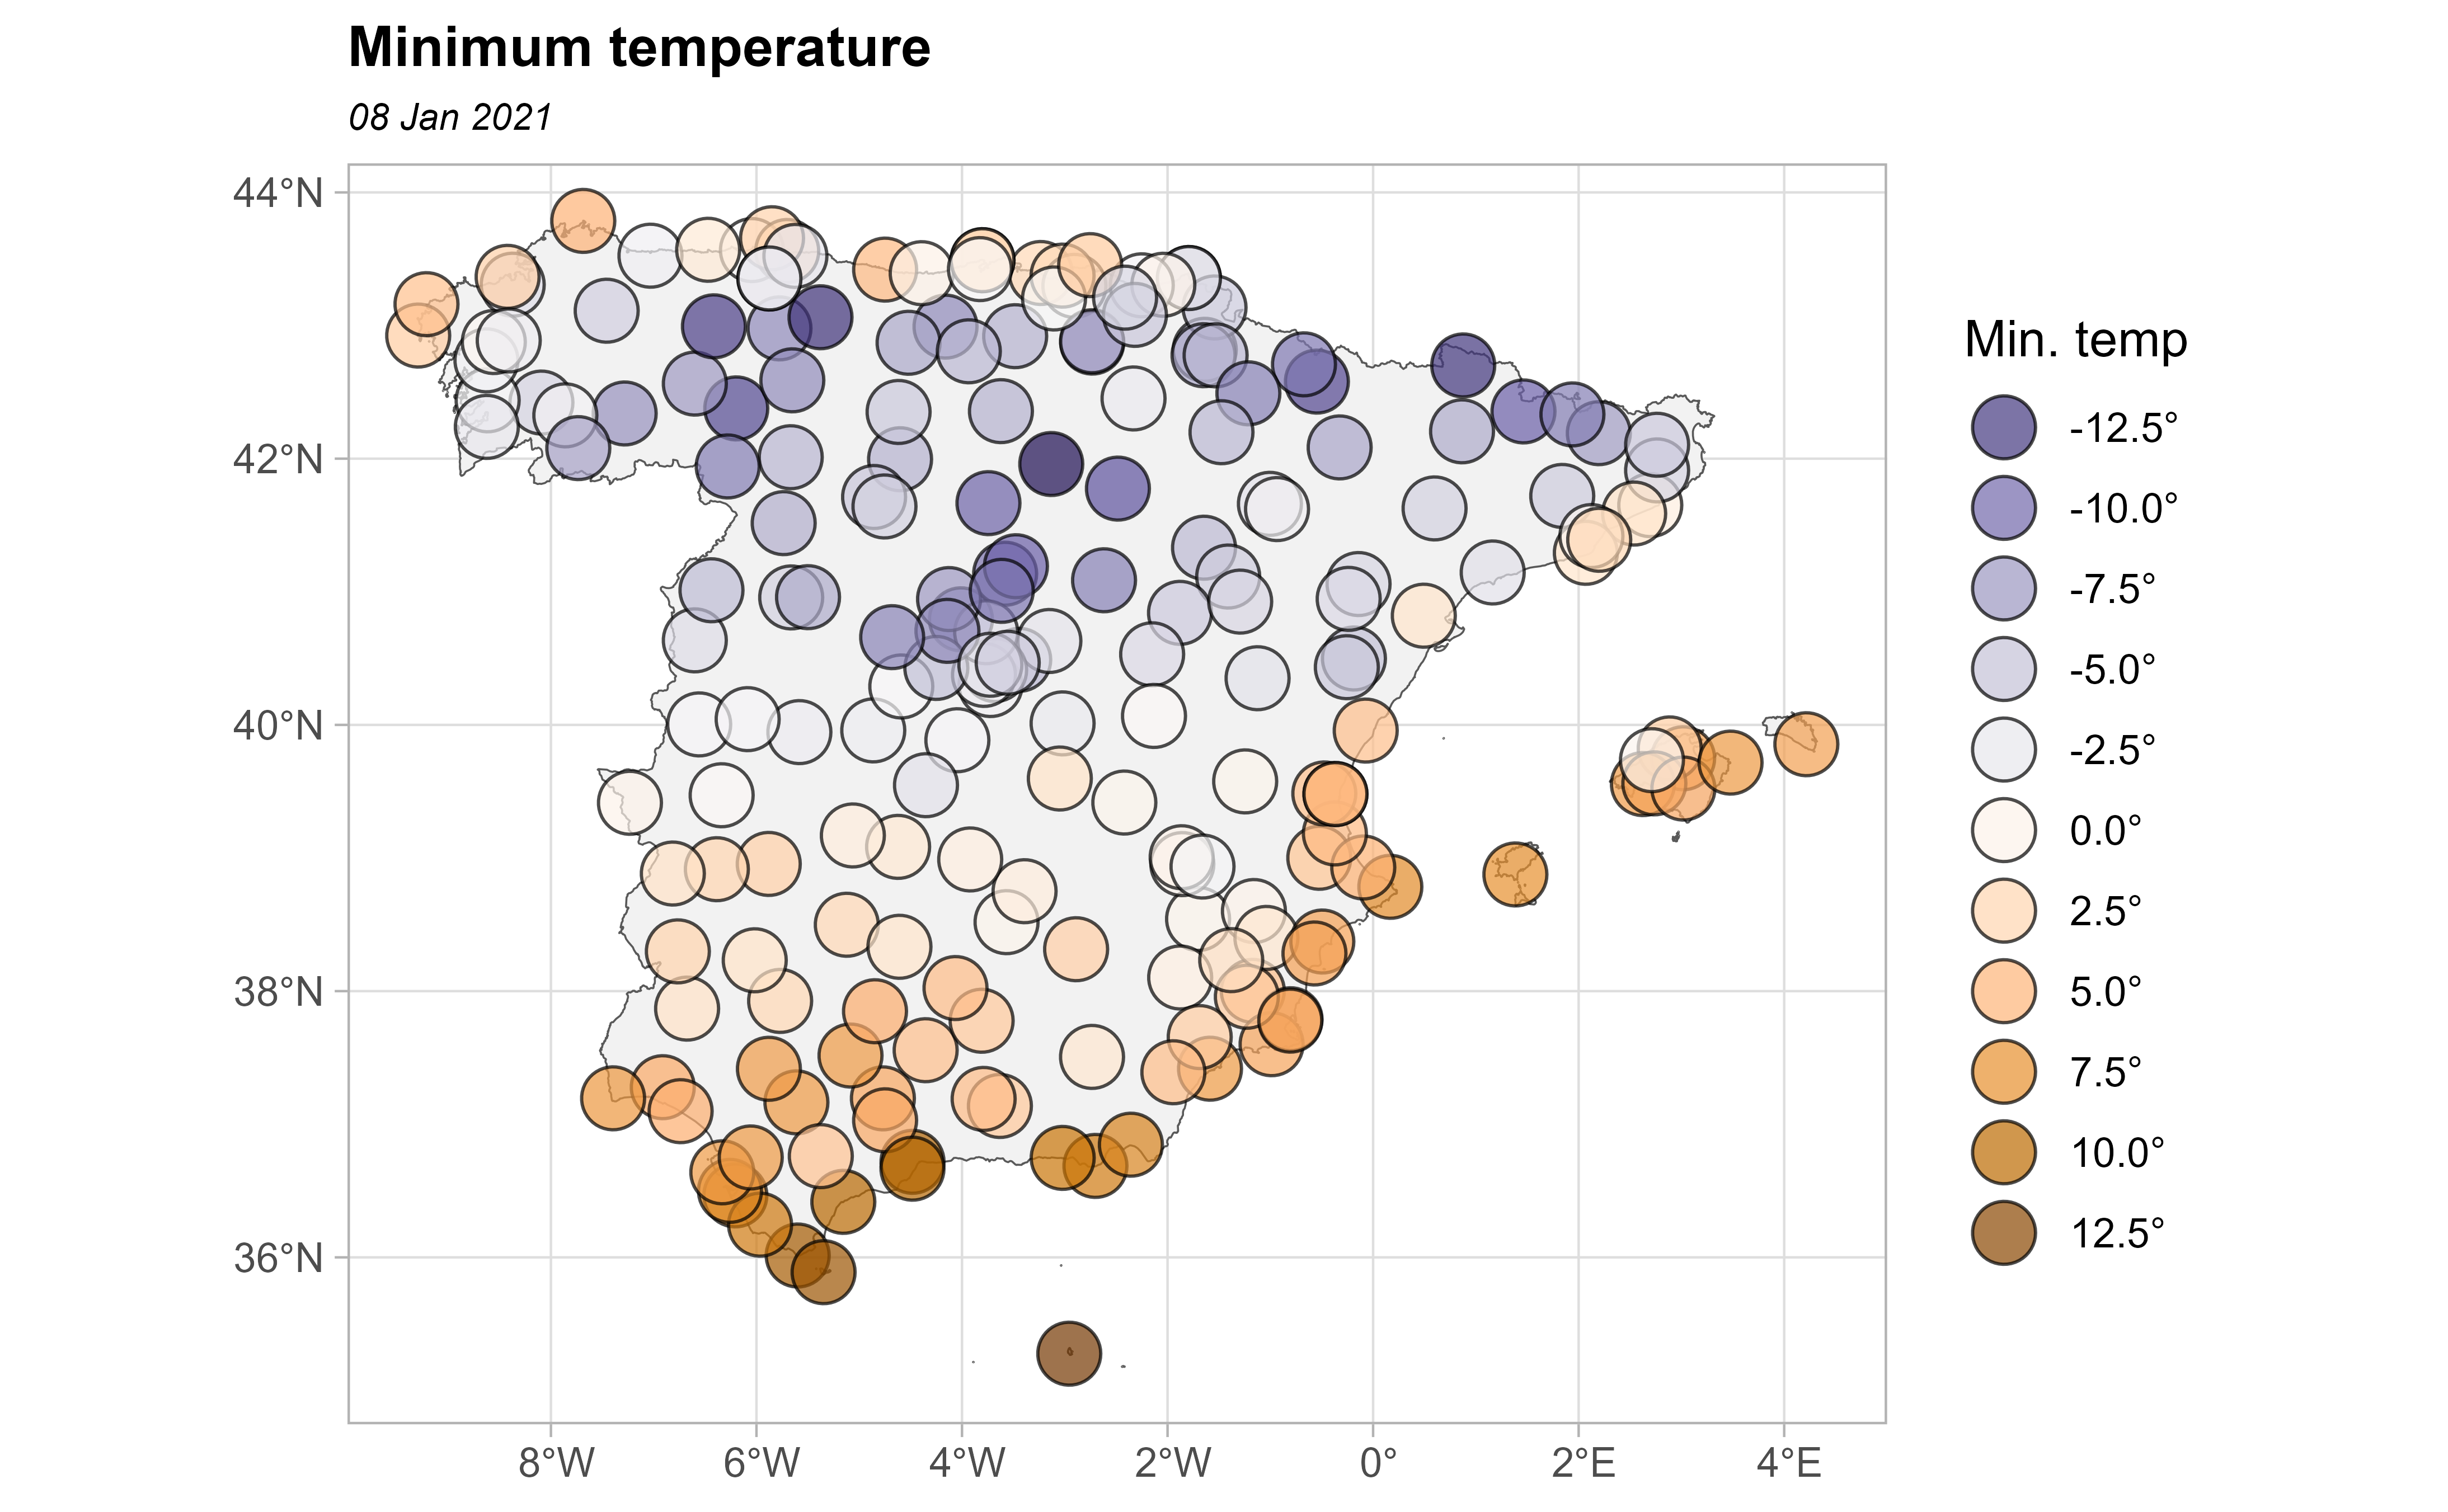 Minimum temperature
08 Jan 2021
44°N
42°N
40°N
38°N
36°N
8°W
6°W
4°W
2°W
0°
2°E
4°E
Min. temp
-12.5°
-10.0°
-7.5°
-5.0°
-2.5°
0.0°
2.5°
5.0°
7.5°
10.0°
12.5°